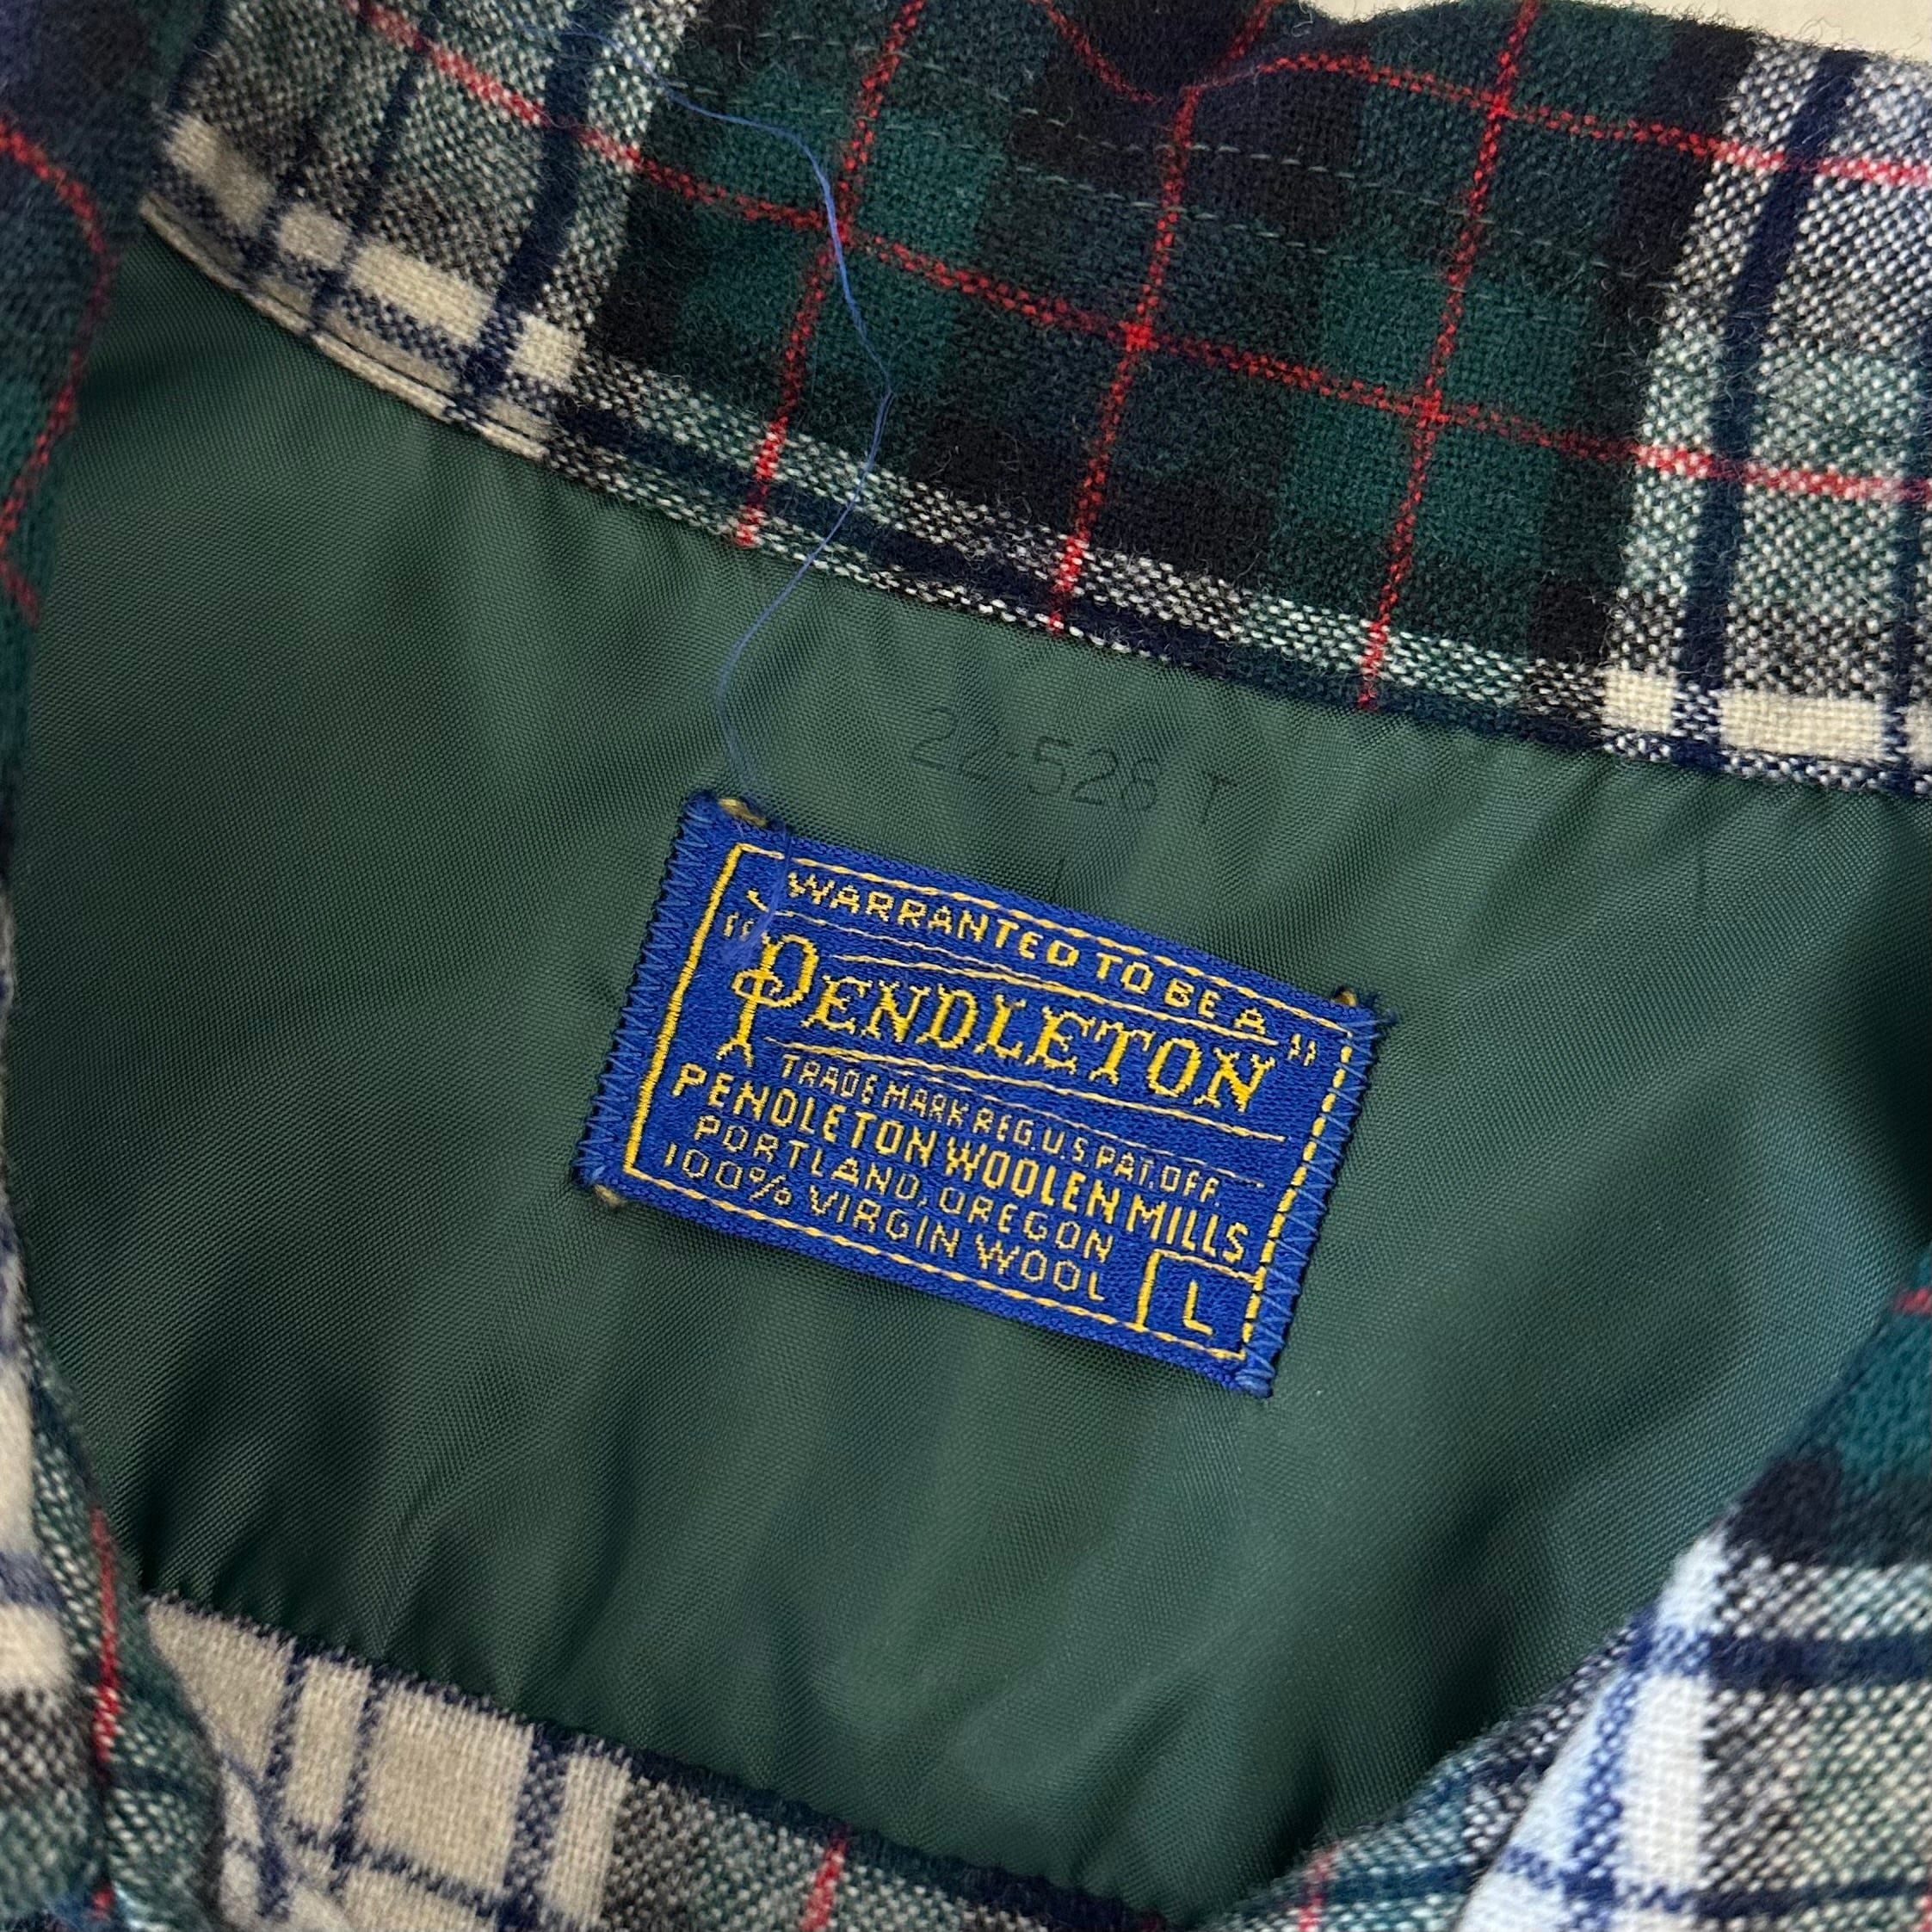 22 528 T
WARRANTED TO BE A
"PENDLETON"
TRADE MARK REG. U.S. PAT. OFF.
PENDLETON WOOLEN MILLS
PORTLAND, OREGON
100% VIRGIN WOOL
L